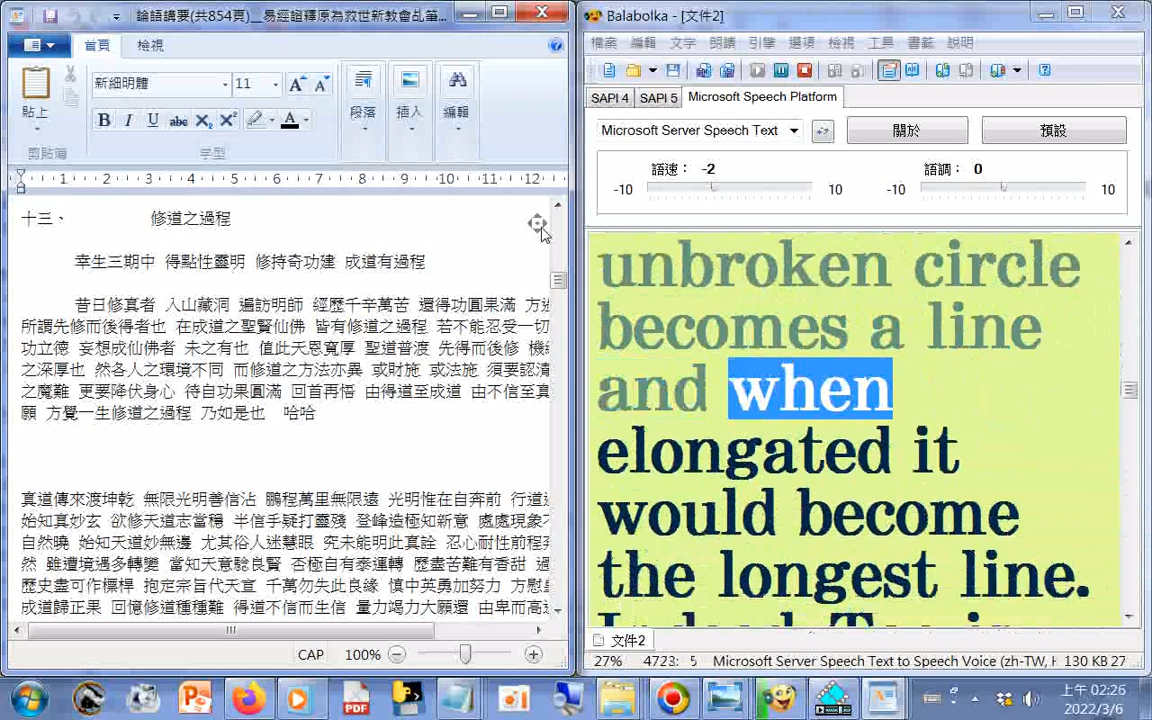 論語講要(共854頁)__易經證釋原為救世新教會乩筆...
首頁 檢視
新細明體 11
貼上
段落 插入 編輯
剪貼簿 字型
1 2 3 4 5 6 7 8 9 10 11 12
十三、 修道之過程
幸生三期中 得點性靈明 修持奇功建 成道有過程
昔日修真者 入山藏洞 遍訪明師 經歷千辛萬苦 還得功圓果滿 方
所謂先修而後得者也 在成道之聖賢仙佛 皆有修道之過程 若不能忍受一切
功立德 妄想成仙佛者 未之有也 值此天恩寬厚 聖道普渡 先得而後修
之深厚也 然各人之環境不同 而修道之方法亦異 或財施 或法施 須要認清
之魔難 更要降伏身心 待自功果圓滿 回首再悟 由得道至成道 由不信至真
願 方覺一生修道之過程 乃如是也 哈哈
真道傳來渡坤乾 無限光明善信沾 鵬程萬里無限遠 光明惟在自奔前 行道
始知真妙玄 欲修天道志當穩 半信乎疑打靈殘 登峰造極知新意 處處現象
自然曉 始知天道妙無邊 尤其俗人迷慧眼 究未能明此真詮 忍心耐性前程
然 雖遭境遇多轉變 當知天意騐良賢 否極自有泰運轉 歷盡苦難有香甜
歷史盡可作標桿 抱定宗旨代天宣 千萬勿失此良緣 慎中英勇加努力 方慰
成道歸正果 回憶修道種種難 得道不信而生信 量力竭力大願還 由卑而高
CAP 100%
Balabolka - [文件2]
檔案 編輯 文字 朗讀 引擎 選項 檢視 工具 書籤 說明
SAPI 4 SAPI 5 Microsoft Speech Platform
Microsoft Server Speech Text 關於 預設
語速： -2 語調： 0
-10 10 -10 10
unbroken circle
becomes a line
and when
elongated it
would become
the longest line.
文件2
27% 4723: 5 Microsoft Server Speech Text to Speech Voice (zh-TW, H 130 KB 27
上午 02:26
2022/3/6